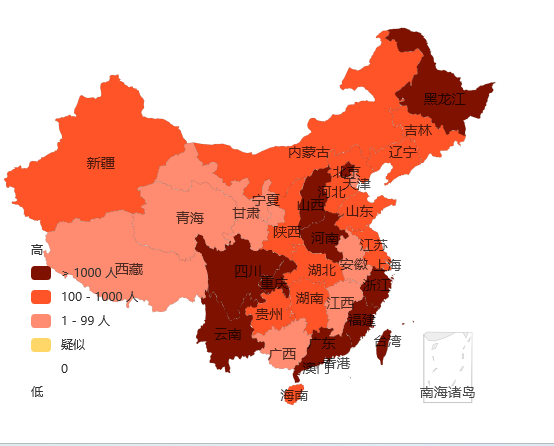 黑龙江
吉林
辽宁
内蒙古
北京
天津
新疆
河北
宁夏
山西
山东
甘肃
青海
陕西
河南
江苏
安徽
上海
西藏
四川
重庆
湖北
浙江
湖南
江西
贵州
福建
云南
广东
台湾
广西
香港
澳门
海南
南海诸岛
高
> 1000 人
100 - 1000 人
1 - 99 人
疑似
0
低